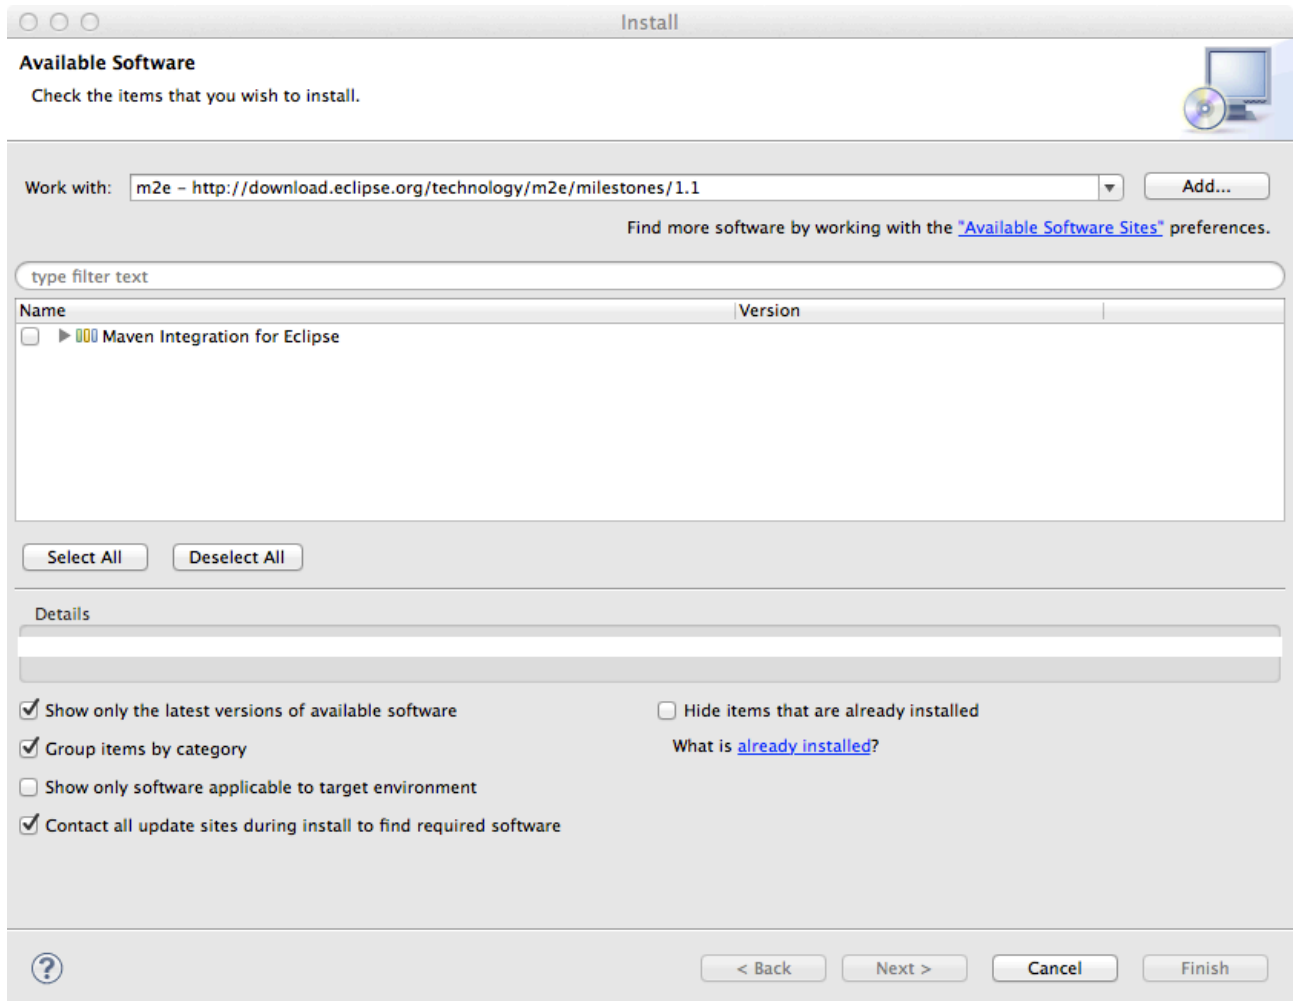 Install
Available Software
Check the items that you wish to install.
Work with: m2e – http://download.eclipse.org/technology/m2e/milestones/1.1 Add...
Find more software by working with the "Available Software Sites" preferences.
type filter text
Name Version
Maven Integration for Eclipse
Select All Deselect All
Details
Show only the latest versions of available software Hide items that are already installed
Group items by category What is already installed?
Show only software applicable to target environment
Contact all update sites during install to find required software
? < Back Next > Cancel Finish